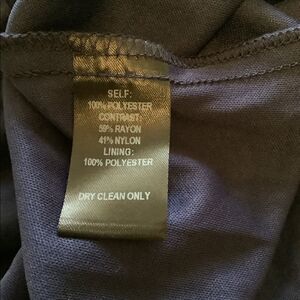 SELF:
100% POLYESTER
CONTRAST:
59% RAYON
41% NYLON
LINING:
100% POLYESTER
DRY CLEAN ONLY